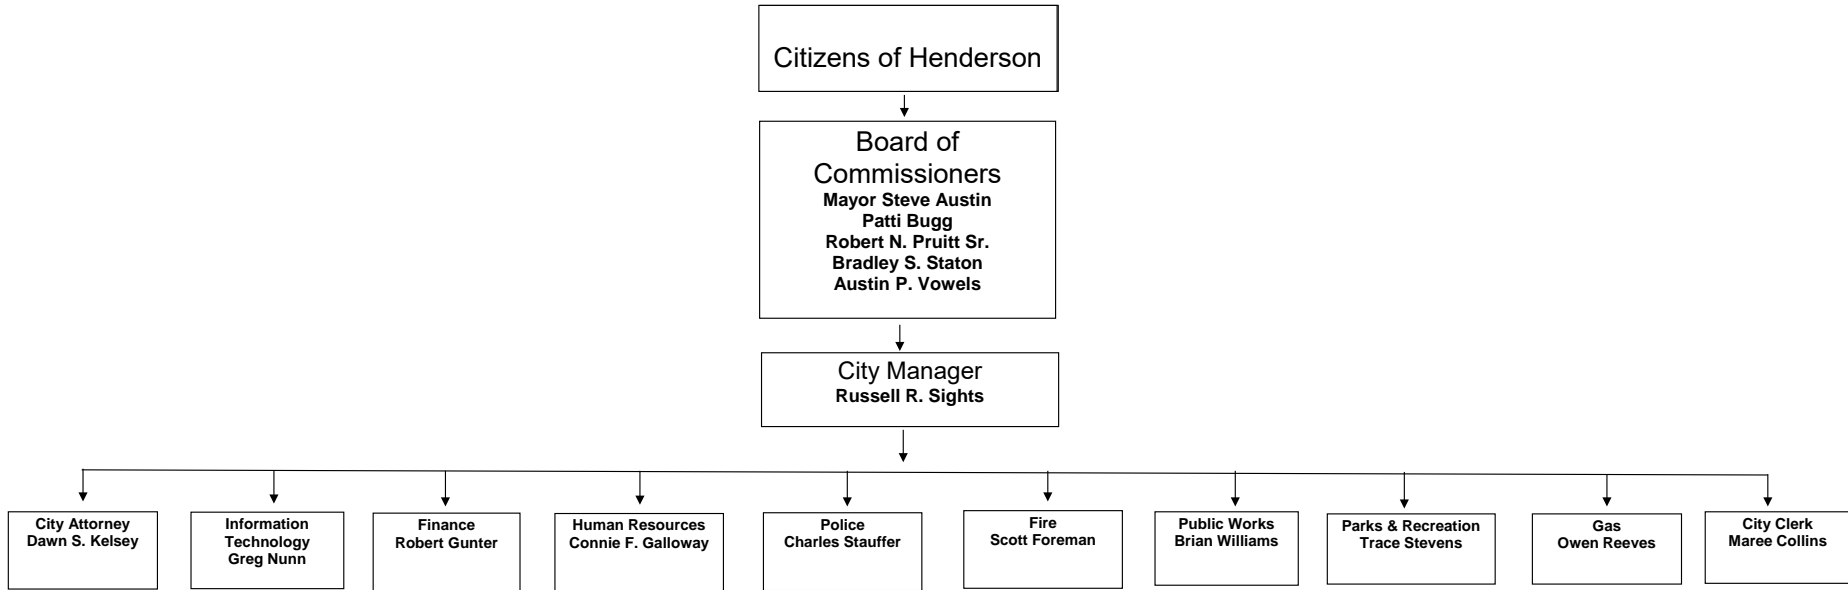 Citizens of Henderson
Board of
Commissioners
Mayor Steve Austin
Patti Bugg
Robert N. Pruitt Sr.
Bradley S. Staton
Austin P. Vowels
City Manager
Russell R. Sights
City Attorney
Dawn S. Kelsey
Information
Technology
Greg Nunn
Finance
Robert Gunter
Human Resources
Connie F. Galloway
Police
Charles Stauffer
Fire
Scott Foreman
Public Works
Brian Williams
Parks & Recreation
Trace Stevens
Gas
Owen Reeves
City Clerk
Maree Collins